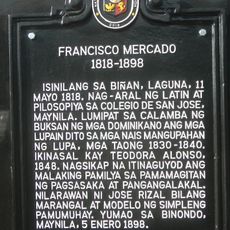 FRANCISCO MERCADO
1818-1898
ISINILANG SA BIÑAN, LAGUNA, 11
MAYO 1818. NAG-ARAL NG LATIN AT
PILOSOPIYA SA COLEGIO DE SAN JOSE,
MAYNILA. LUMIPAT SA CALAMBA NG
BUKSAN NG MGA DOMINIKANO ANG MGA
LUPAIN DITO SA MGA NAIS MANGUPAHAN
NG LUPA, MGA TAONG 1830-1840.
IKINASAL KAY TEODORA ALONSO,
1848. NAGSIKAP NA ITINAGUYOD ANG
MALAKING PAMILYA SA PAMAMAGITAN
NG PAGSASAKA AT PANGANGALAKAL.
NILARAWAN NI JOSE RIZAL BILANG
MARANGAL AT MODELO NG SIMPLENG
PAMUMUHAY. YUMAO SA BINONDO,
MAYNILA, 5 ENERO 1898.